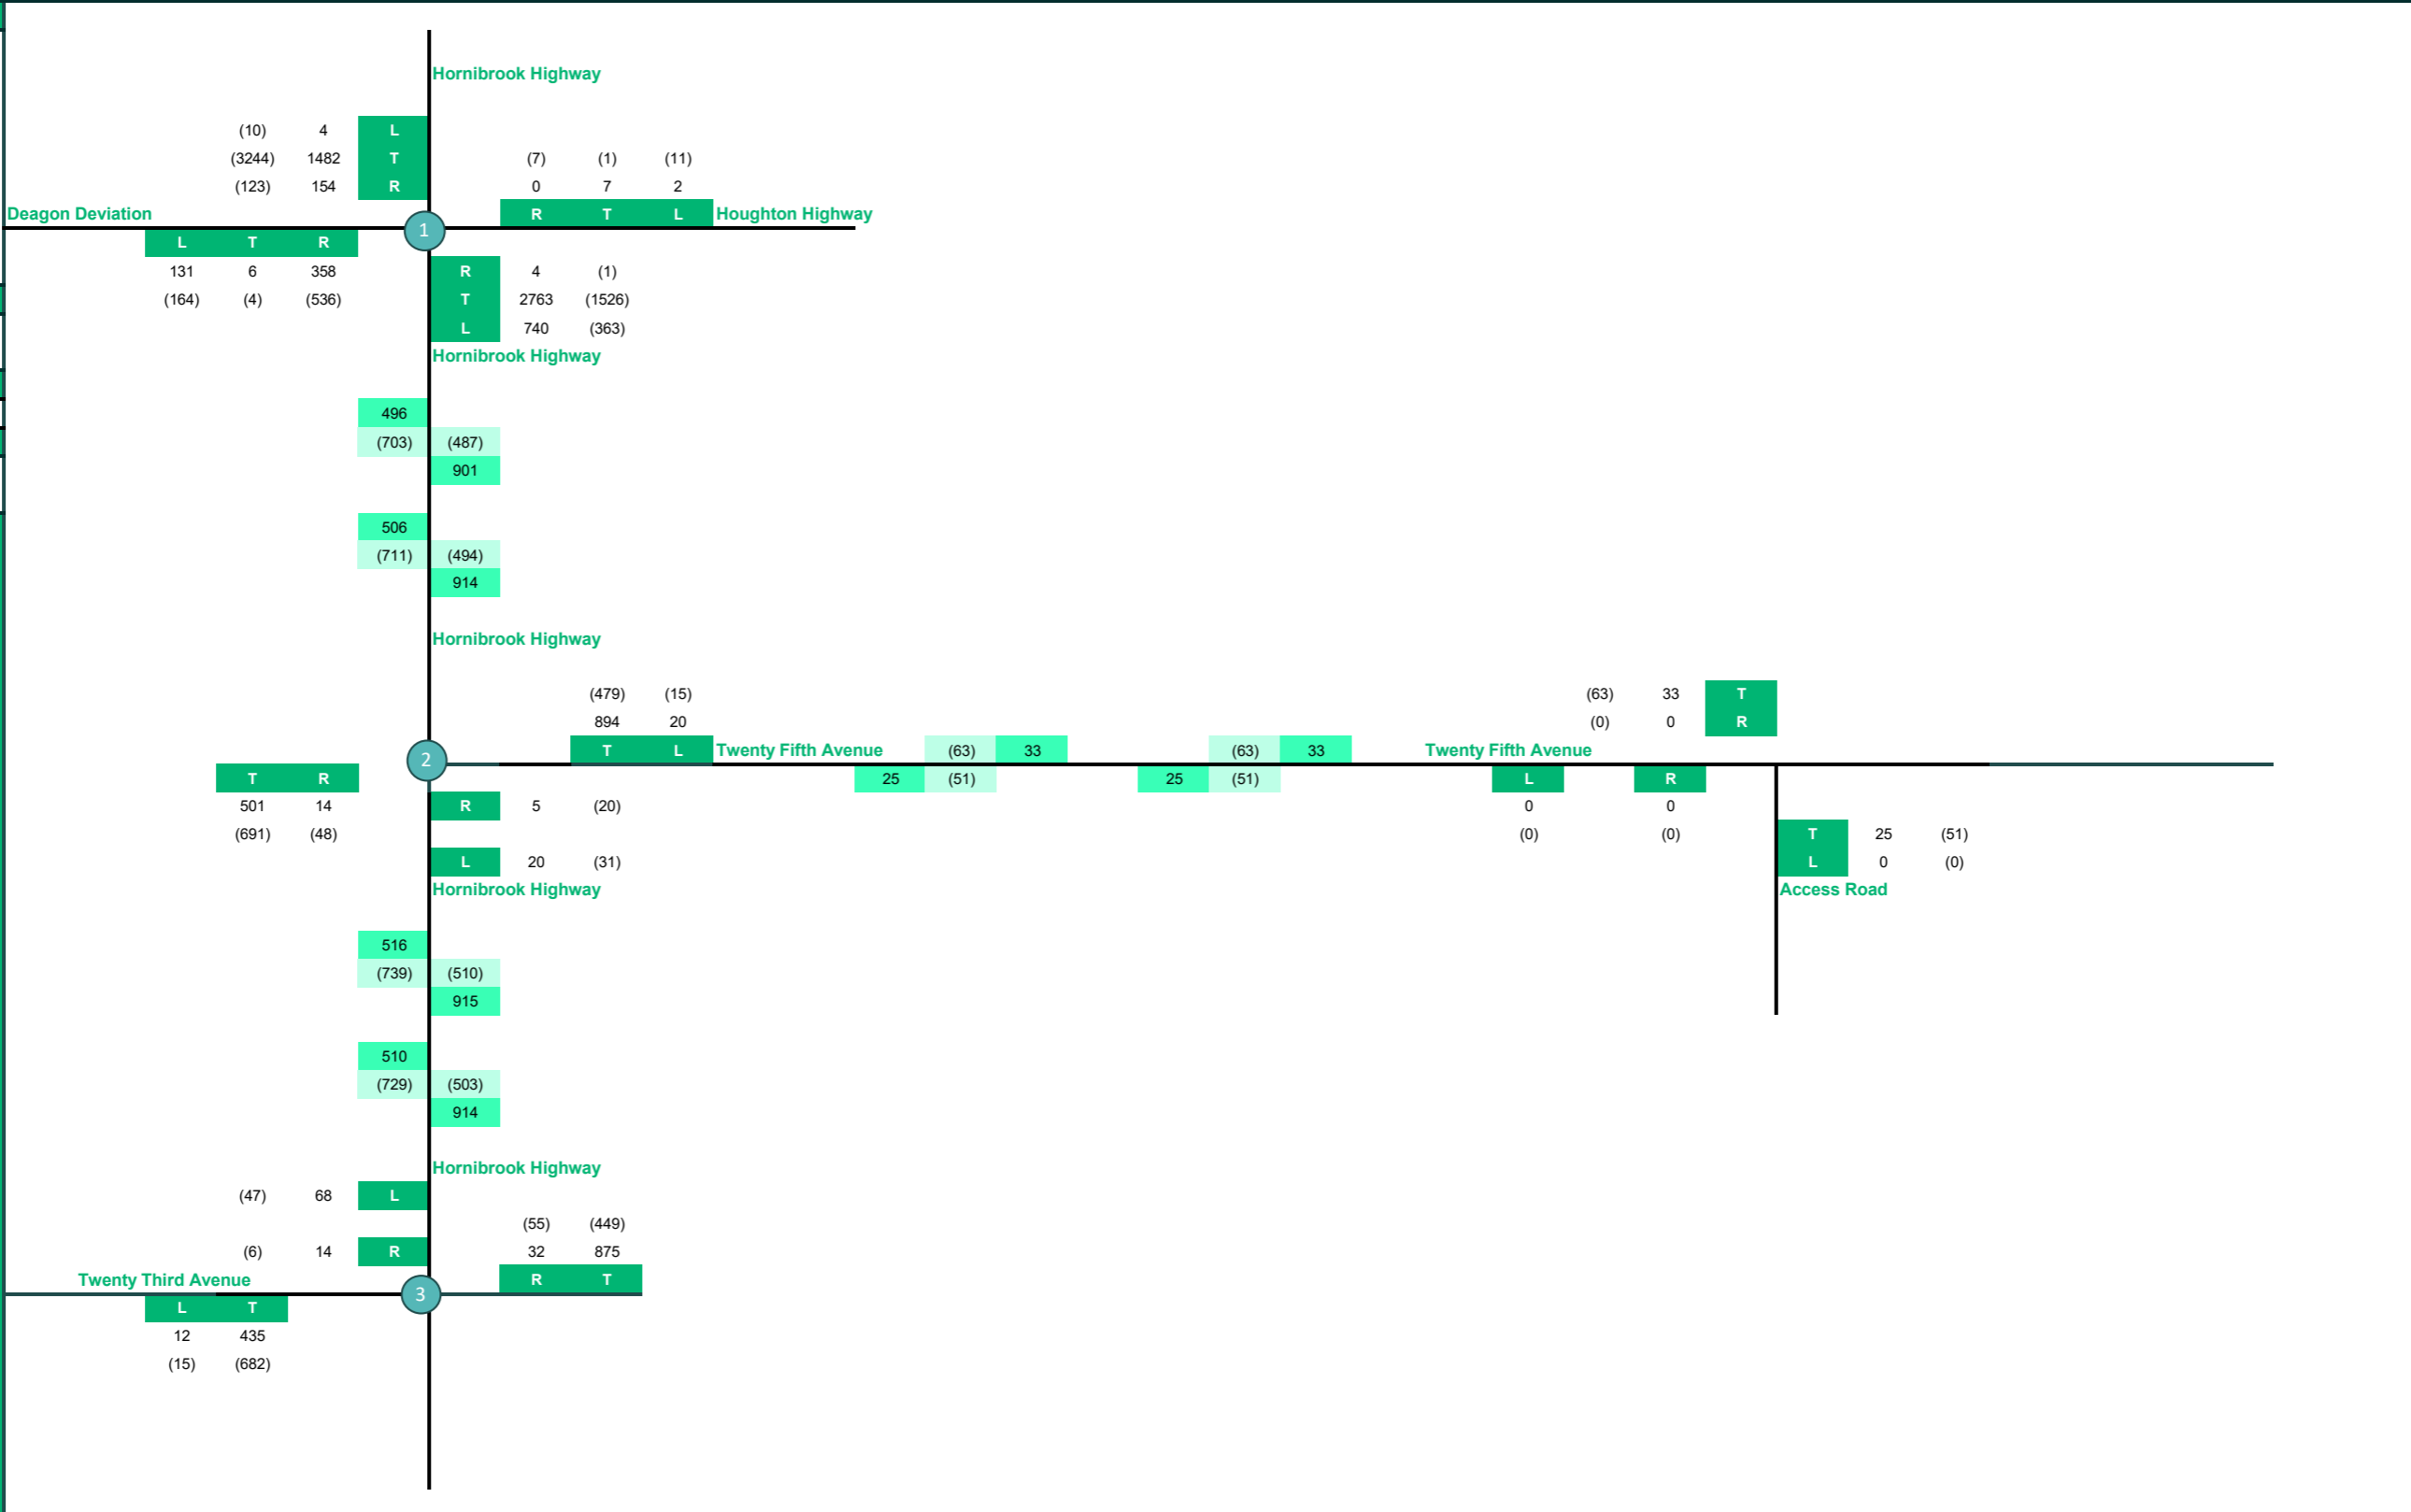 Hornibrook Highway
(10) 4 L
(3244) 1482 T (7) (1) (11)
(123) 154 R 0 7 2
Deagon Deviation R T L Houghton Highway
1
L T R
131 6 358 R 4 (1)
(164) (4) (536) T 2763 (1526)
L 740 (363)
Hornibrook Highway
496
(703) (487)
901
506
(711) (494)
914
Hornibrook Highway
(479) (15) (63) 33 T
894 20 (0) 0 R
T L Twenty Fifth Avenue (63) 33 (63) 33 Twenty Fifth Avenue
2
T R 25 (51) 25 (51) L R
501 14 R 5 (20) 0 0
(691) (48) (0) (0) T 25 (51)
L 20 (31) L 0 (0)
Hornibrook Highway Access Road
516
(739) (510)
915
510
(729) (503)
914
Hornibrook Highway
(47) 68 L
(55) (449)
(6) 14 R 32 875
Twenty Third Avenue R T
3
L T
12 435
(15) (682)